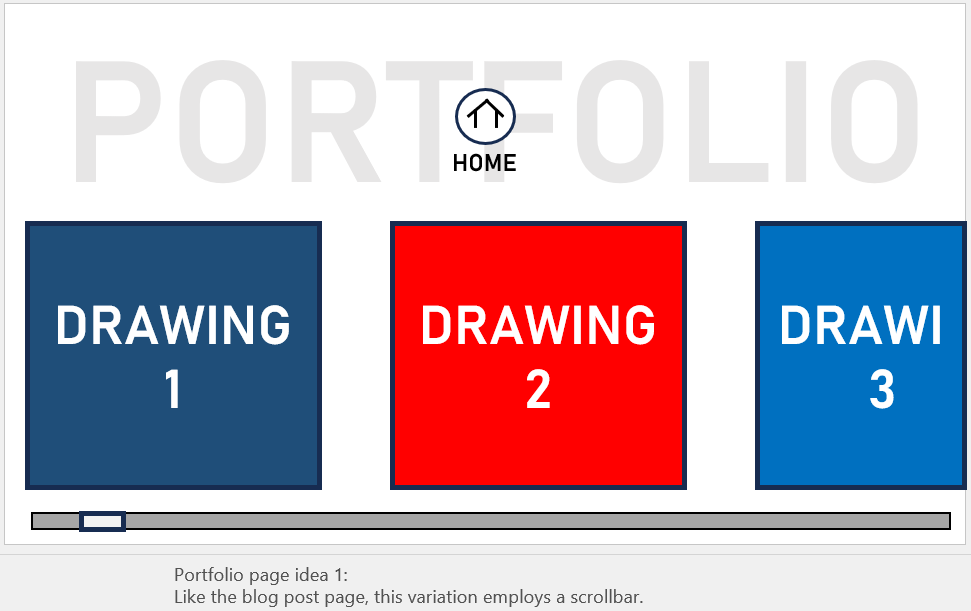 PORTFOLIO
HOME
DRAWING
1
DRAWING
2
DRAWI
3
Portfolio page idea 1:
Like the blog post page, this variation employs a scrollbar.